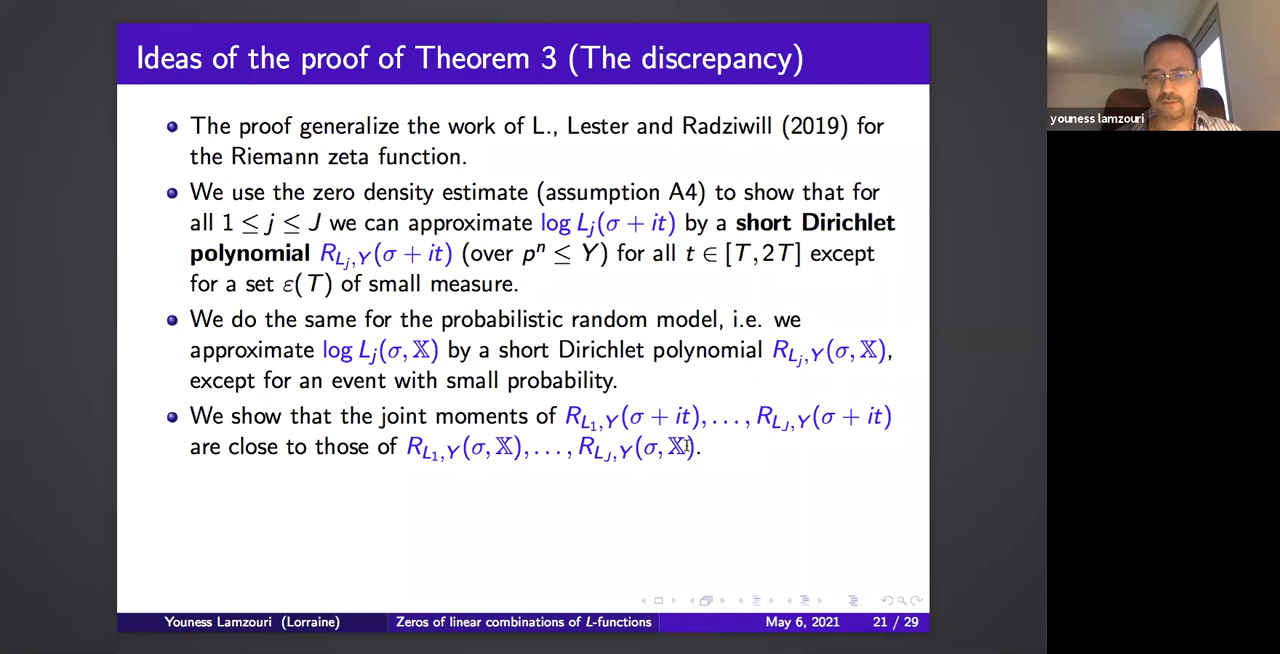 Ideas of the proof of Theorem 3 (The discrepancy)
The proof generalize the work of L., Lester and Radziwill (2019) for
the Riemann zeta function.
We use the zero density estimate (assumption A4) to show that for
all 1 ≤ j ≤ J we can approximate log L_j(σ + it) by a short Dirichlet
polynomial R_{L_j,Y}(σ + it) (over p^n ≤ Y) for all t ∈ [T, 2T] except
for a set ε(T) of small measure.
We do the same for the probabilistic random model, i.e. we
approximate log L_j(σ, 𝕏) by a short Dirichlet polynomial R_{L_j,Y}(σ, 𝕏),
except for an event with small probability.
We show that the joint moments of R_{L_1,Y}(σ + it), . . . , R_{L_J,Y}(σ + it)
are close to those of R_{L_1,Y}(σ, 𝕏), . . . , R_{L_J,Y}(σ, 𝕏).
Youness Lamzouri (Lorraine) Zeros of linear combinations of L-functions May 6, 2021 21 / 29
youness lamzouri